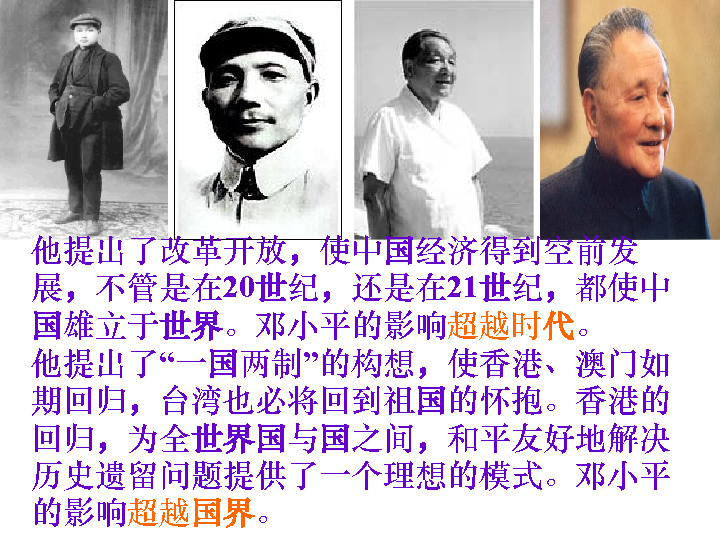 他提出了改革开放，使中国经济得到空前发
展，不管是在20世纪，还是在21世纪，都使中
国雄立于世界。邓小平的影响超越时代。
他提出了“一国两制”的构想，使香港、澳门如
期回归，台湾也必将回到祖国的怀抱。香港的
回归，为全世界国与国之间，和平友好地解决
历史遗留问题提供了一个理想的模式。邓小平
的影响超越国界。